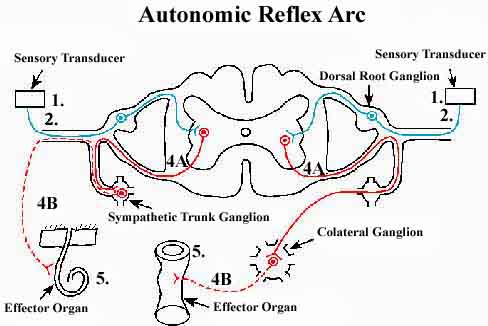 Autonomic Reflex Arc
Sensory Transducer
Sensory Transducer
Dorsal Root Ganglion
1.
2.
1.
2.
4A
4A
4B
Sympathetic Trunk Ganglion
Colateral Ganglion
5.
5.
4B
Effector Organ
Effector Organ